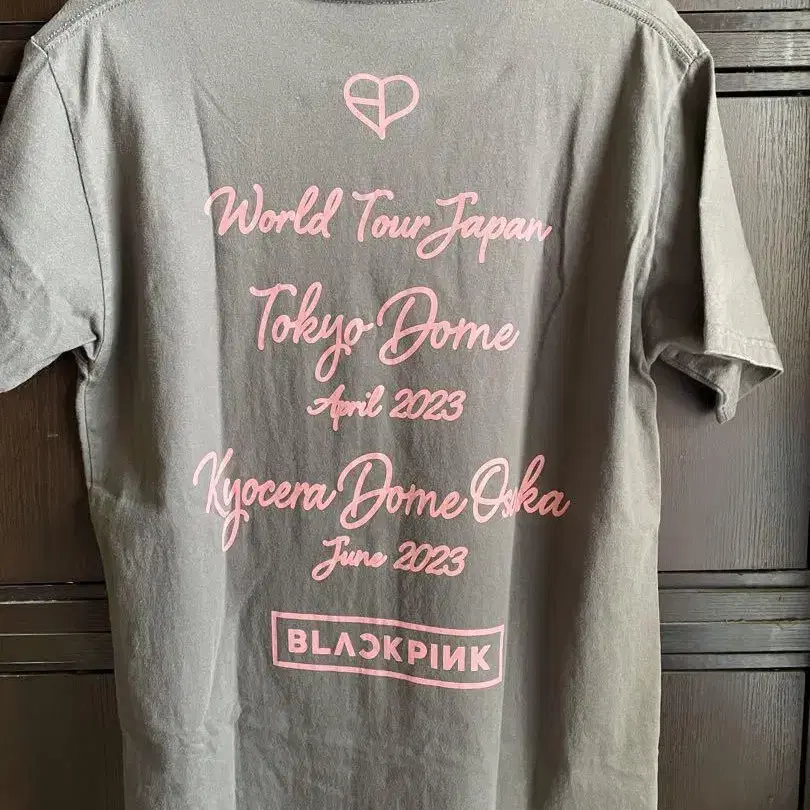 World Tour Japan
Tokyo Dome
April 2023
Kyocera Dome Osaka
June 2023
BLACKPINK